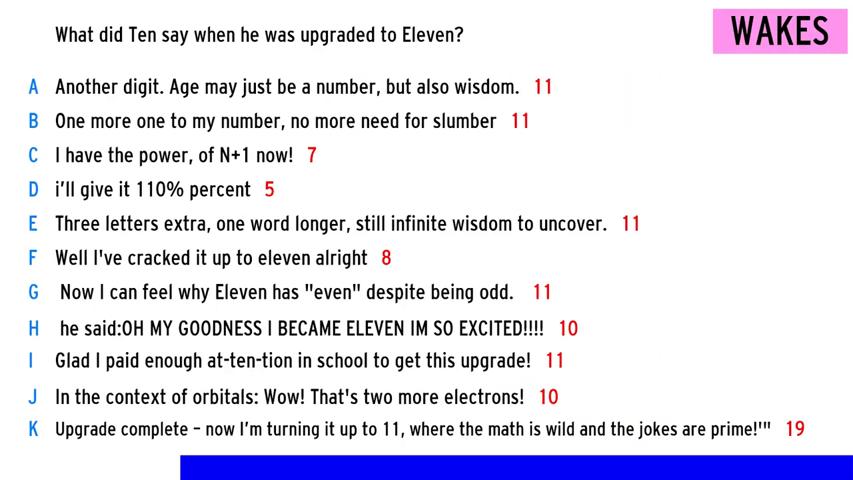 What did Ten say when he was upgraded to Eleven?
WAKES
A Another digit. Age may just be a number, but also wisdom. 11
B One more one to my number, no more need for slumber 11
C I have the power, of N+1 now! 7
D i'll give it 110% percent 5
E Three letters extra, one word longer, still infinite wisdom to uncover. 11
F Well I've cracked it up to eleven alright 8
G Now I can feel why Eleven has "even" despite being odd. 11
H he said:OH MY GOODNESS I BECAME ELEVEN IM SO EXCITED!!!! 10
I Glad I paid enough at-ten-tion in school to get this upgrade! 11
J In the context of orbitals: Wow! That's two more electrons! 10
K Upgrade complete – now I'm turning it up to 11, where the math is wild and the jokes are prime!'" 19